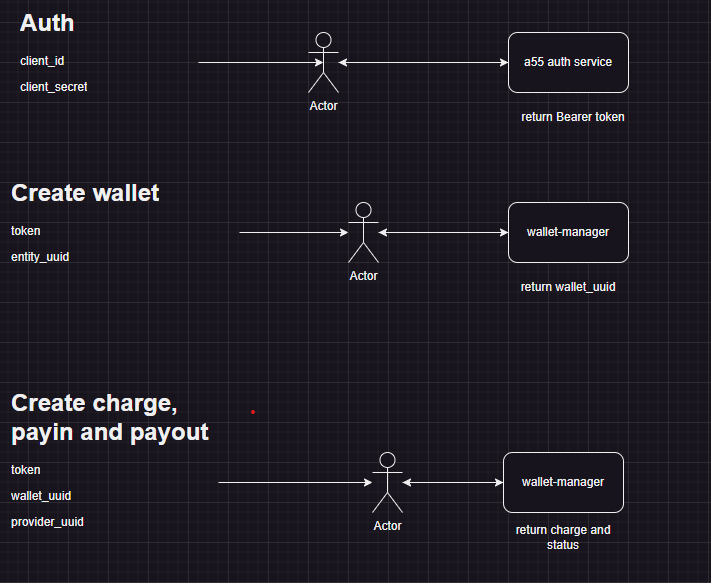 Auth
client_id
client_secret
Actor
a55 auth service
return Bearer token
Create wallet
token
entity_uuid
Actor
wallet-manager
return wallet_uuid
Create charge,
payin and payout
token
wallet_uuid
provider_uuid
Actor
wallet-manager
return charge and
status